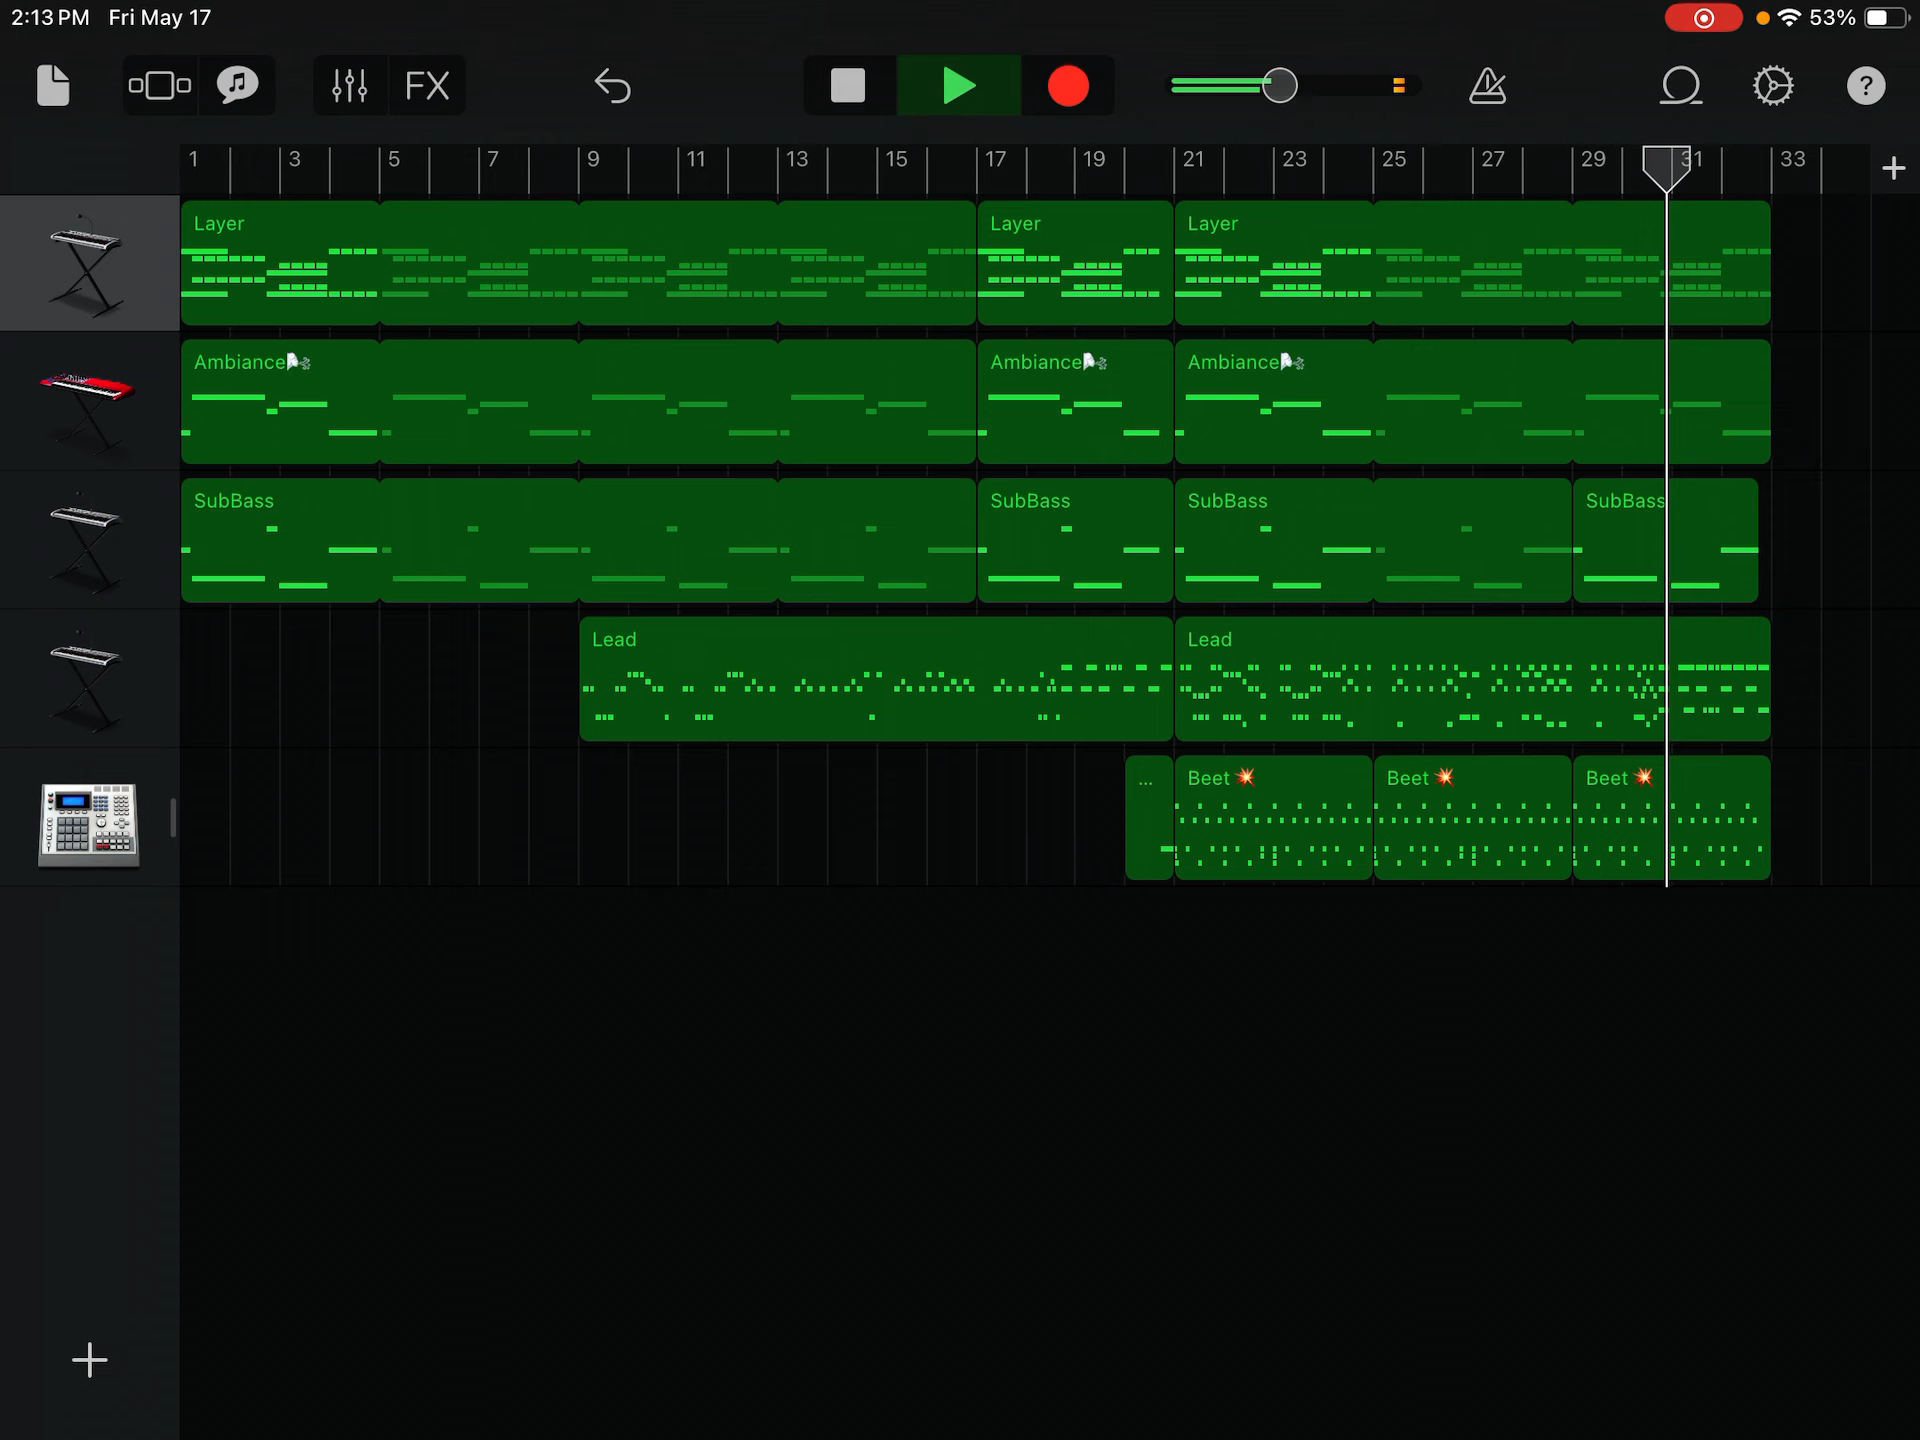 2:13 PM Fri May 17 53%
FX ?
1 3 5 7 9 11 13 15 17 19 21 23 25 27 29 31 33
Layer Layer Layer
Ambiance🌬️ Ambiance🌬️ Ambiance🌬️
SubBass SubBass SubBass SubBass
Lead Lead
... Beet 💥 Beet 💥 Beet 💥